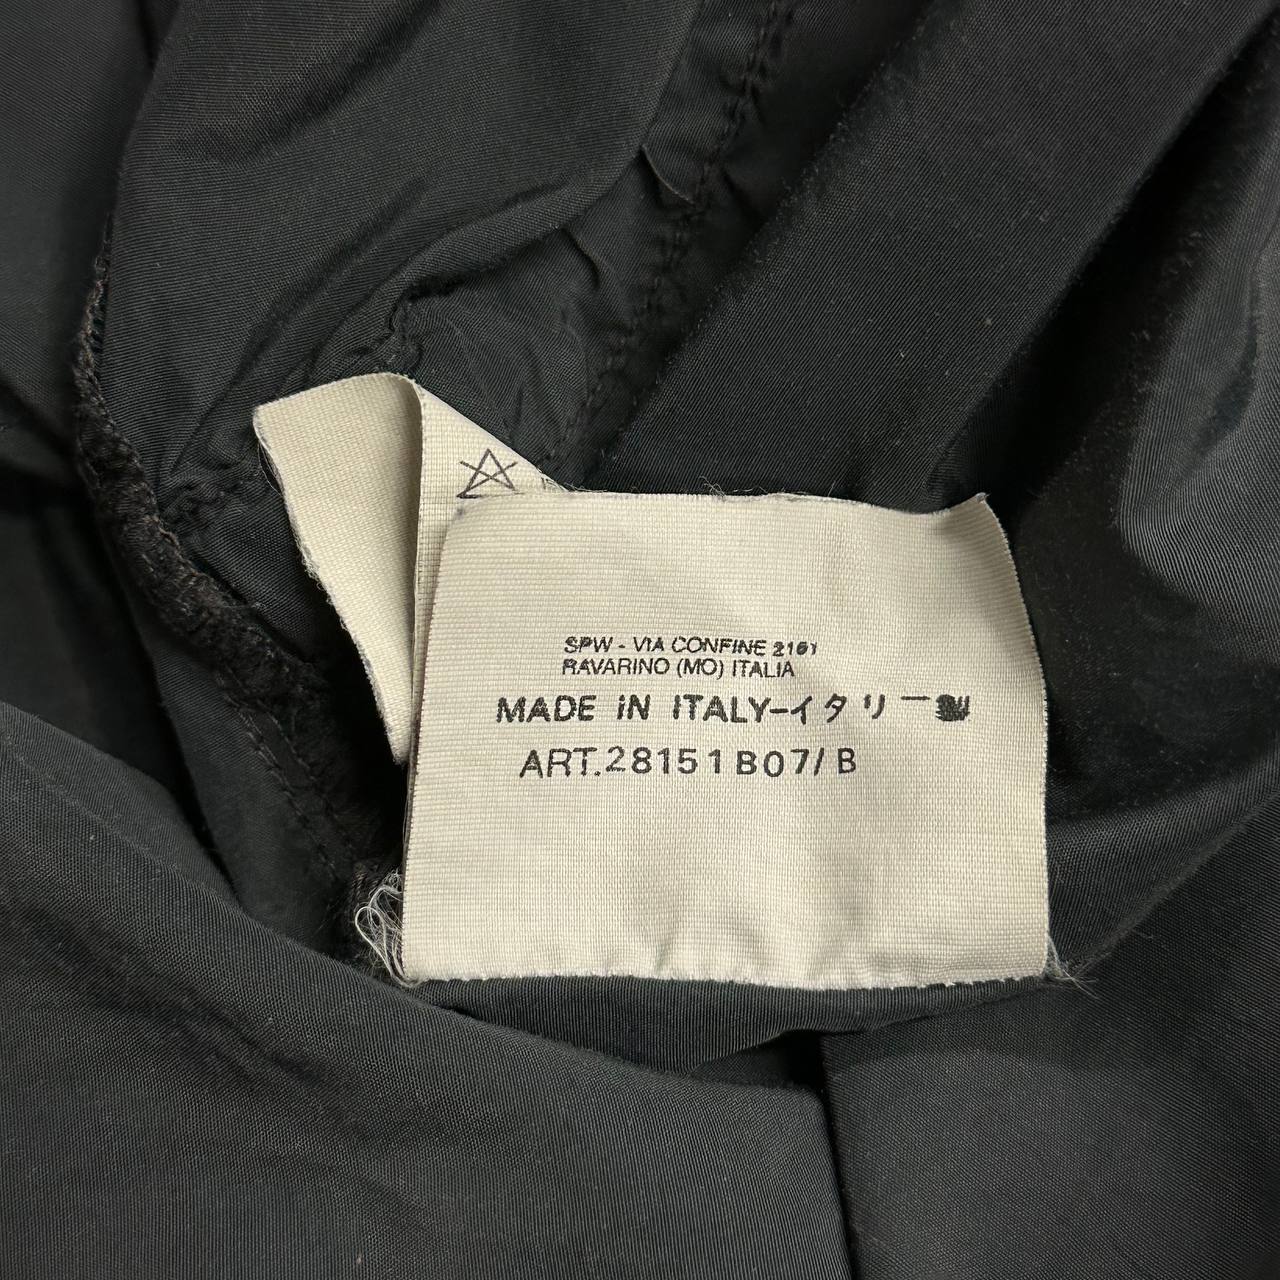 SPW - VIA CONFINE 2161
RAVARINO (MO) ITALIA
MADE IN ITALY-イタリー製
ART.28151B07/B